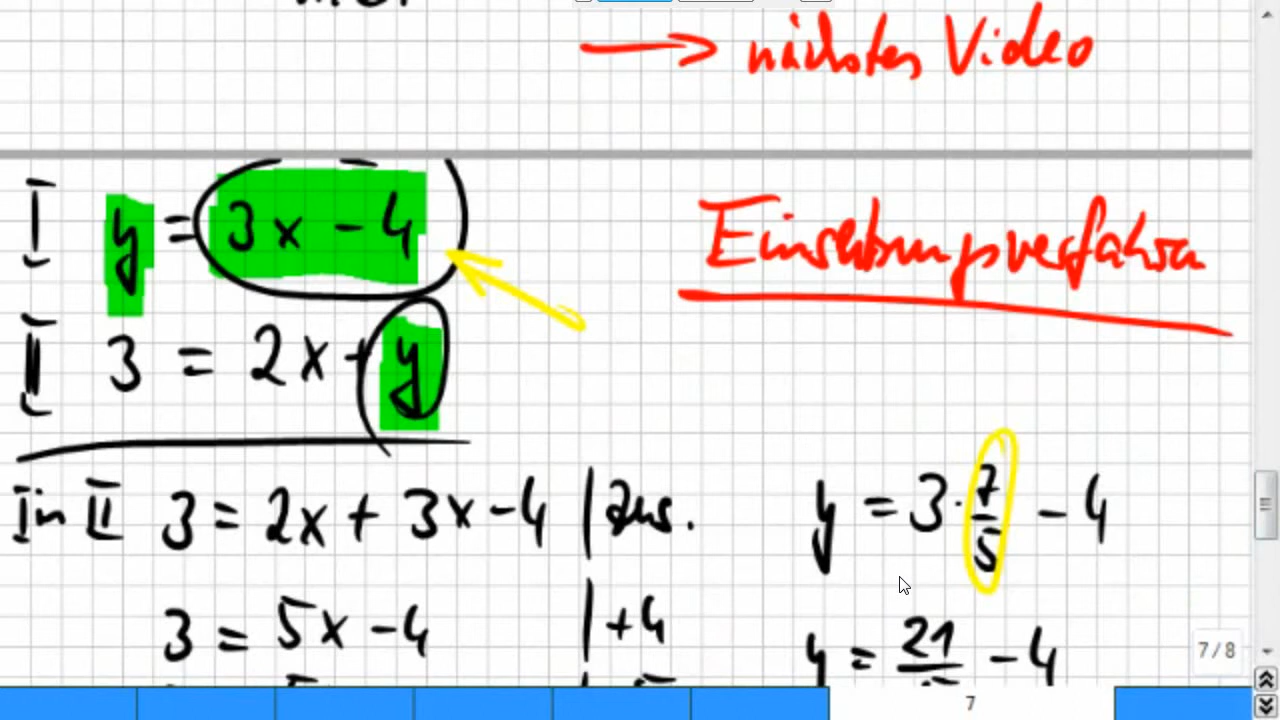 → nächstes Video
I y = 3x - 4
Einsetzungsverfahren
II 3 = 2x + y
I in II 3 = 2x + 3x - 4 | zus.
3 = 5x - 4 | +4
y = 3 · 7/5 - 4
y = 21/5 - 4
7/8
7